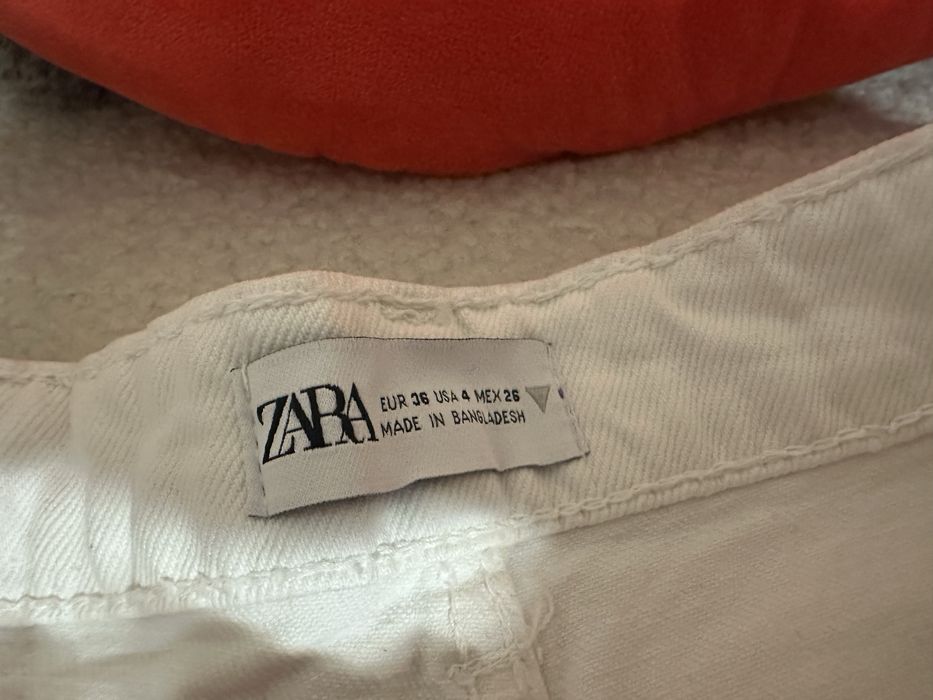 ZARA
EUR 36 USA 4 MEX 26
MADE IN BANGLADESH